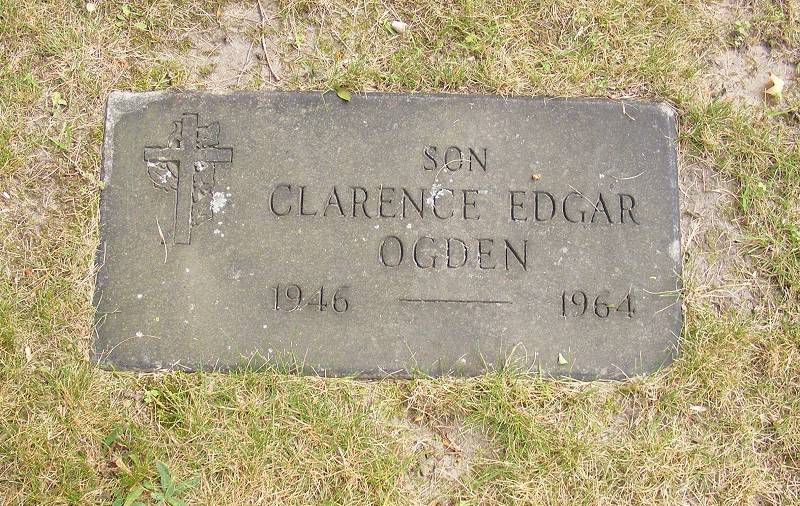 SON
CLARENCE EDGAR
OGDEN
1946 — 1964